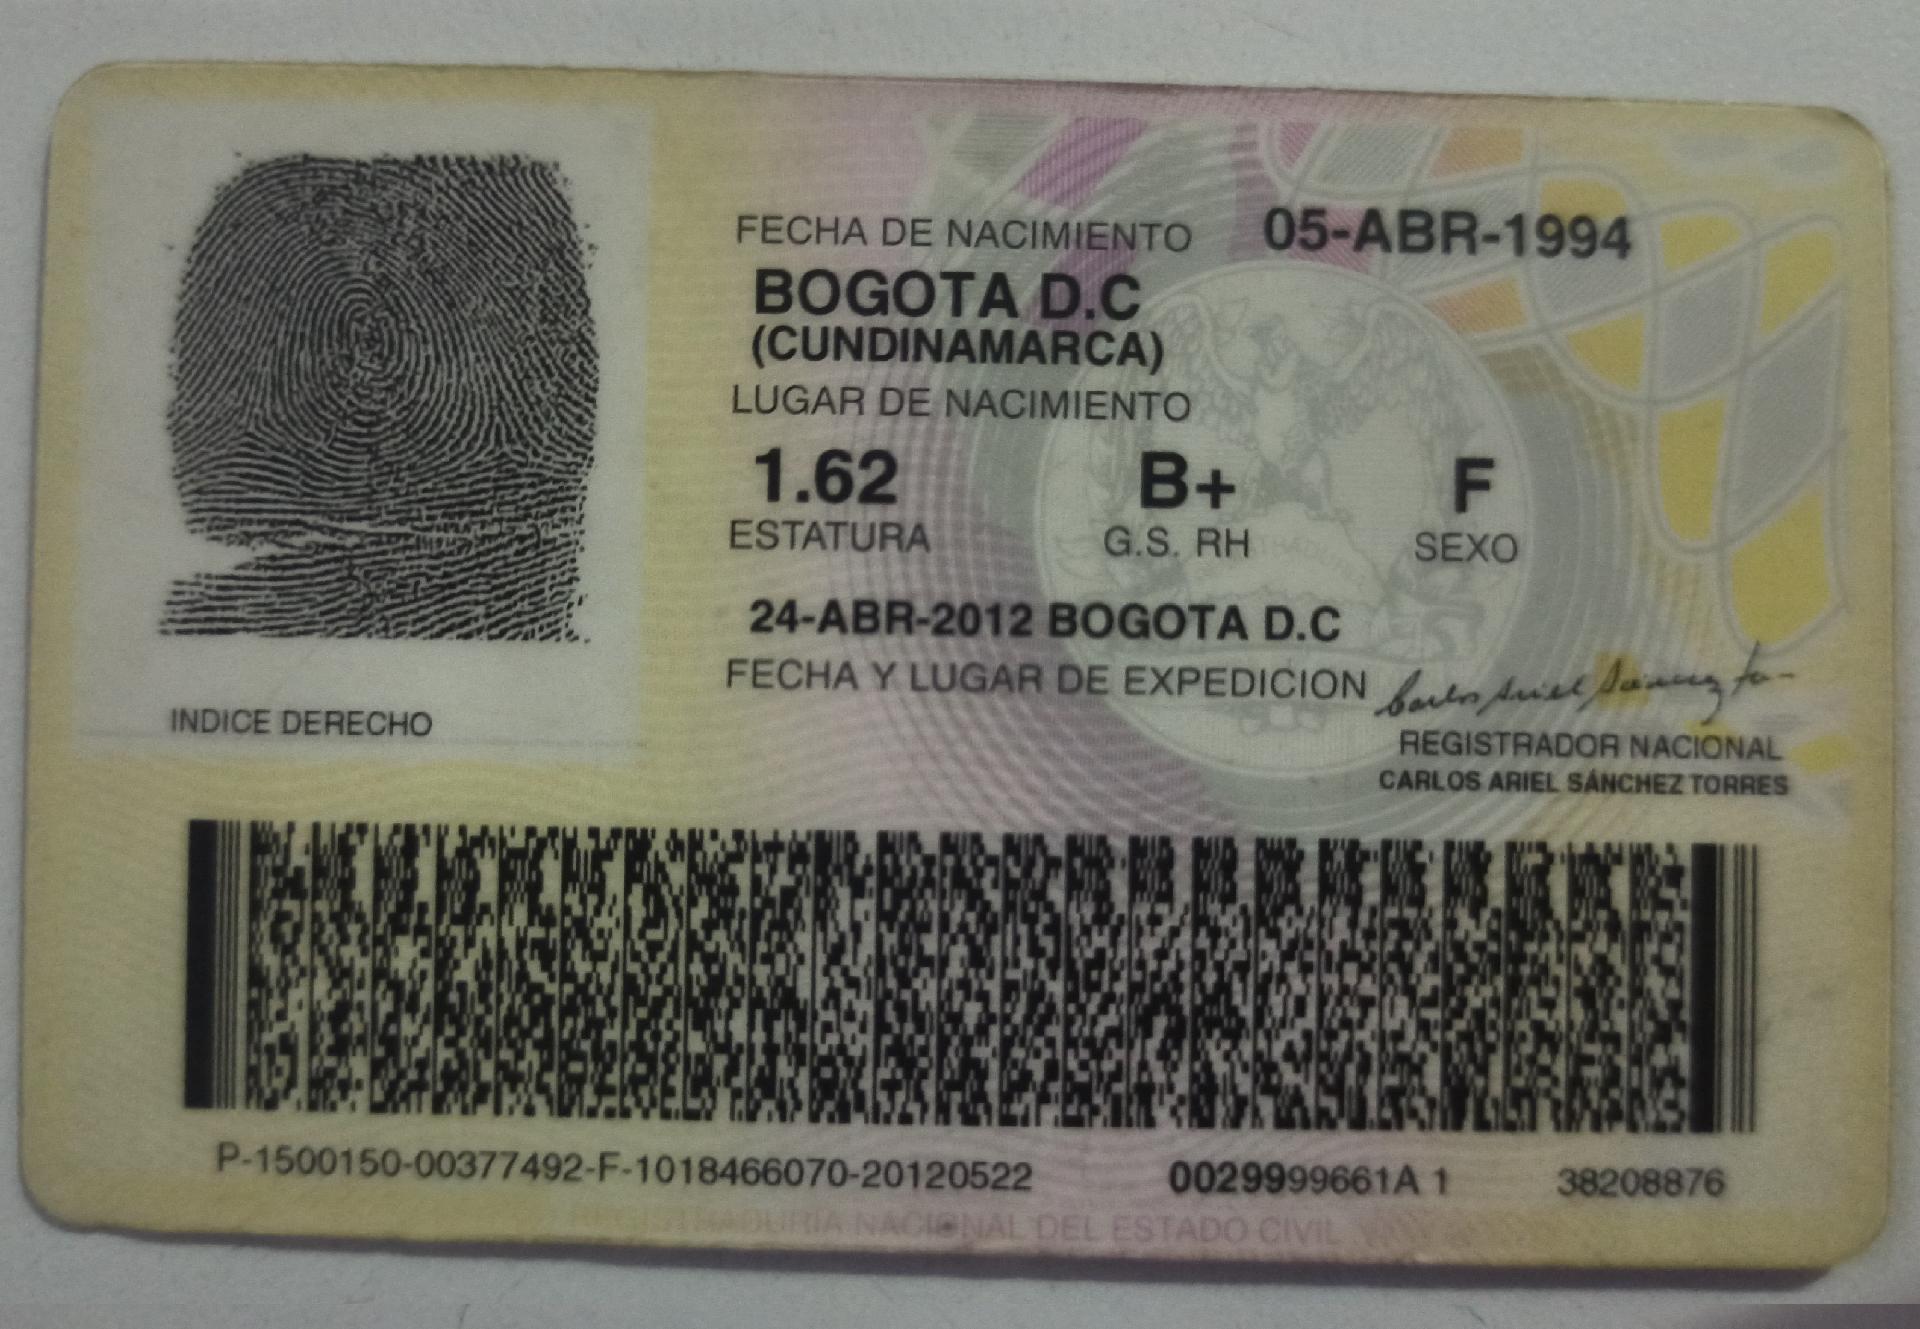 FECHA DE NACIMIENTO 05-ABR-1994
BOGOTA D.C
(CUNDINAMARCA)
LUGAR DE NACIMIENTO
1.62 B+ F
ESTATURA G.S. RH SEXO
24-ABR-2012 BOGOTA D.C
FECHA Y LUGAR DE EXPEDICION
INDICE DERECHO
Carlos Ariel Sánchez
REGISTRADOR NACIONAL
CARLOS ARIEL SÁNCHEZ TORRES
P-1500150-00377492-F-1018466070-20120522 0029999661A 1 38208876
REGISTRADURIA NACIONAL DEL ESTADO CIVIL